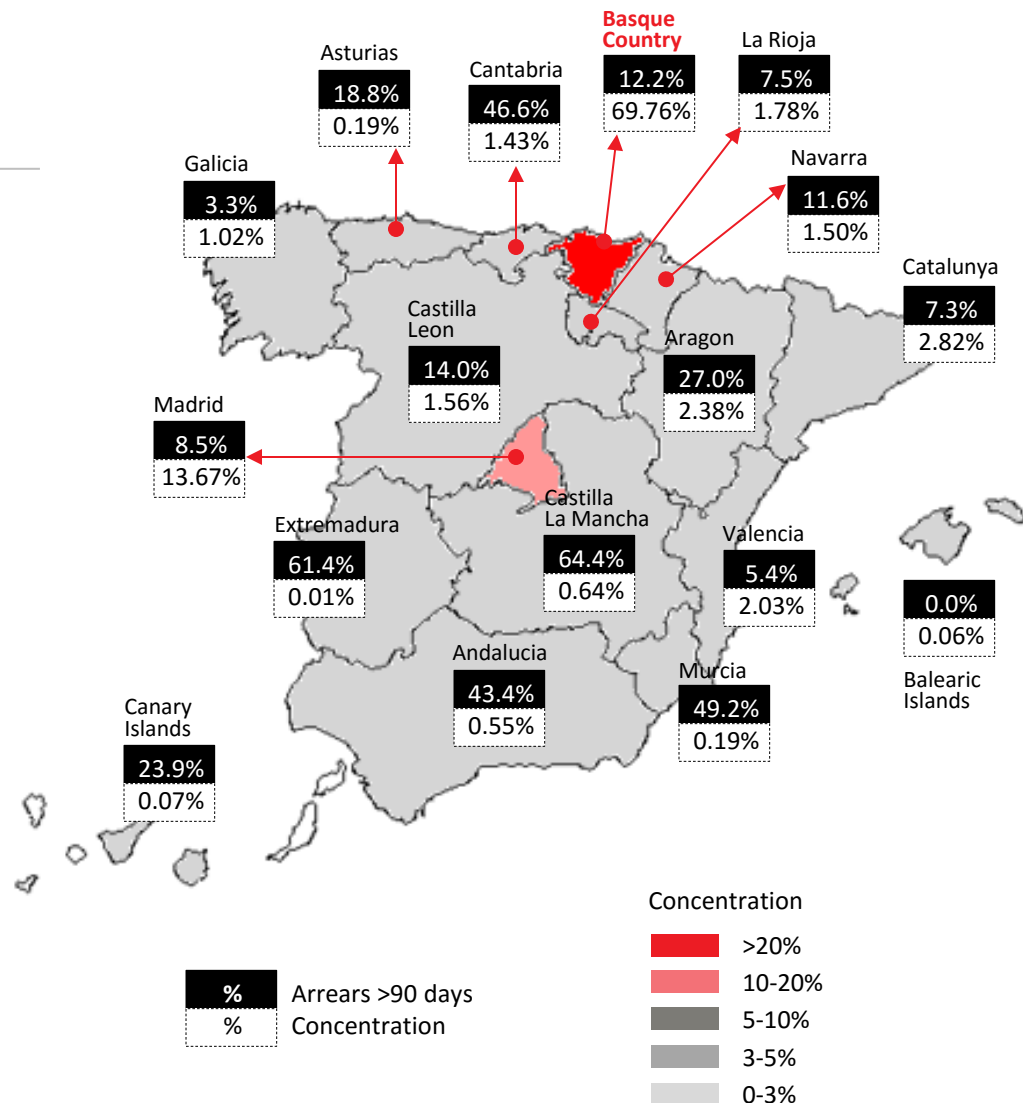 Basque
Country
12.2%
69.76%
La Rioja
7.5%
1.78%
Asturias
18.8%
0.19%
Cantabria
46.6%
1.43%
Navarra
11.6%
1.50%
Galicia
3.3%
1.02%
Catalunya
7.3%
2.82%
Castilla
Leon
14.0%
1.56%
Aragon
27.0%
2.38%
Madrid
8.5%
13.67%
Castilla
La Mancha
64.4%
0.64%
Extremadura
61.4%
0.01%
Valencia
5.4%
2.03%
0.0%
0.06%
Balearic
Islands
Andalucia
43.4%
0.55%
Murcia
49.2%
0.19%
Canary
Islands
23.9%
0.07%
Concentration
>20%
10-20%
5-10%
3-5%
0-3%
% Arrears >90 days
% Concentration